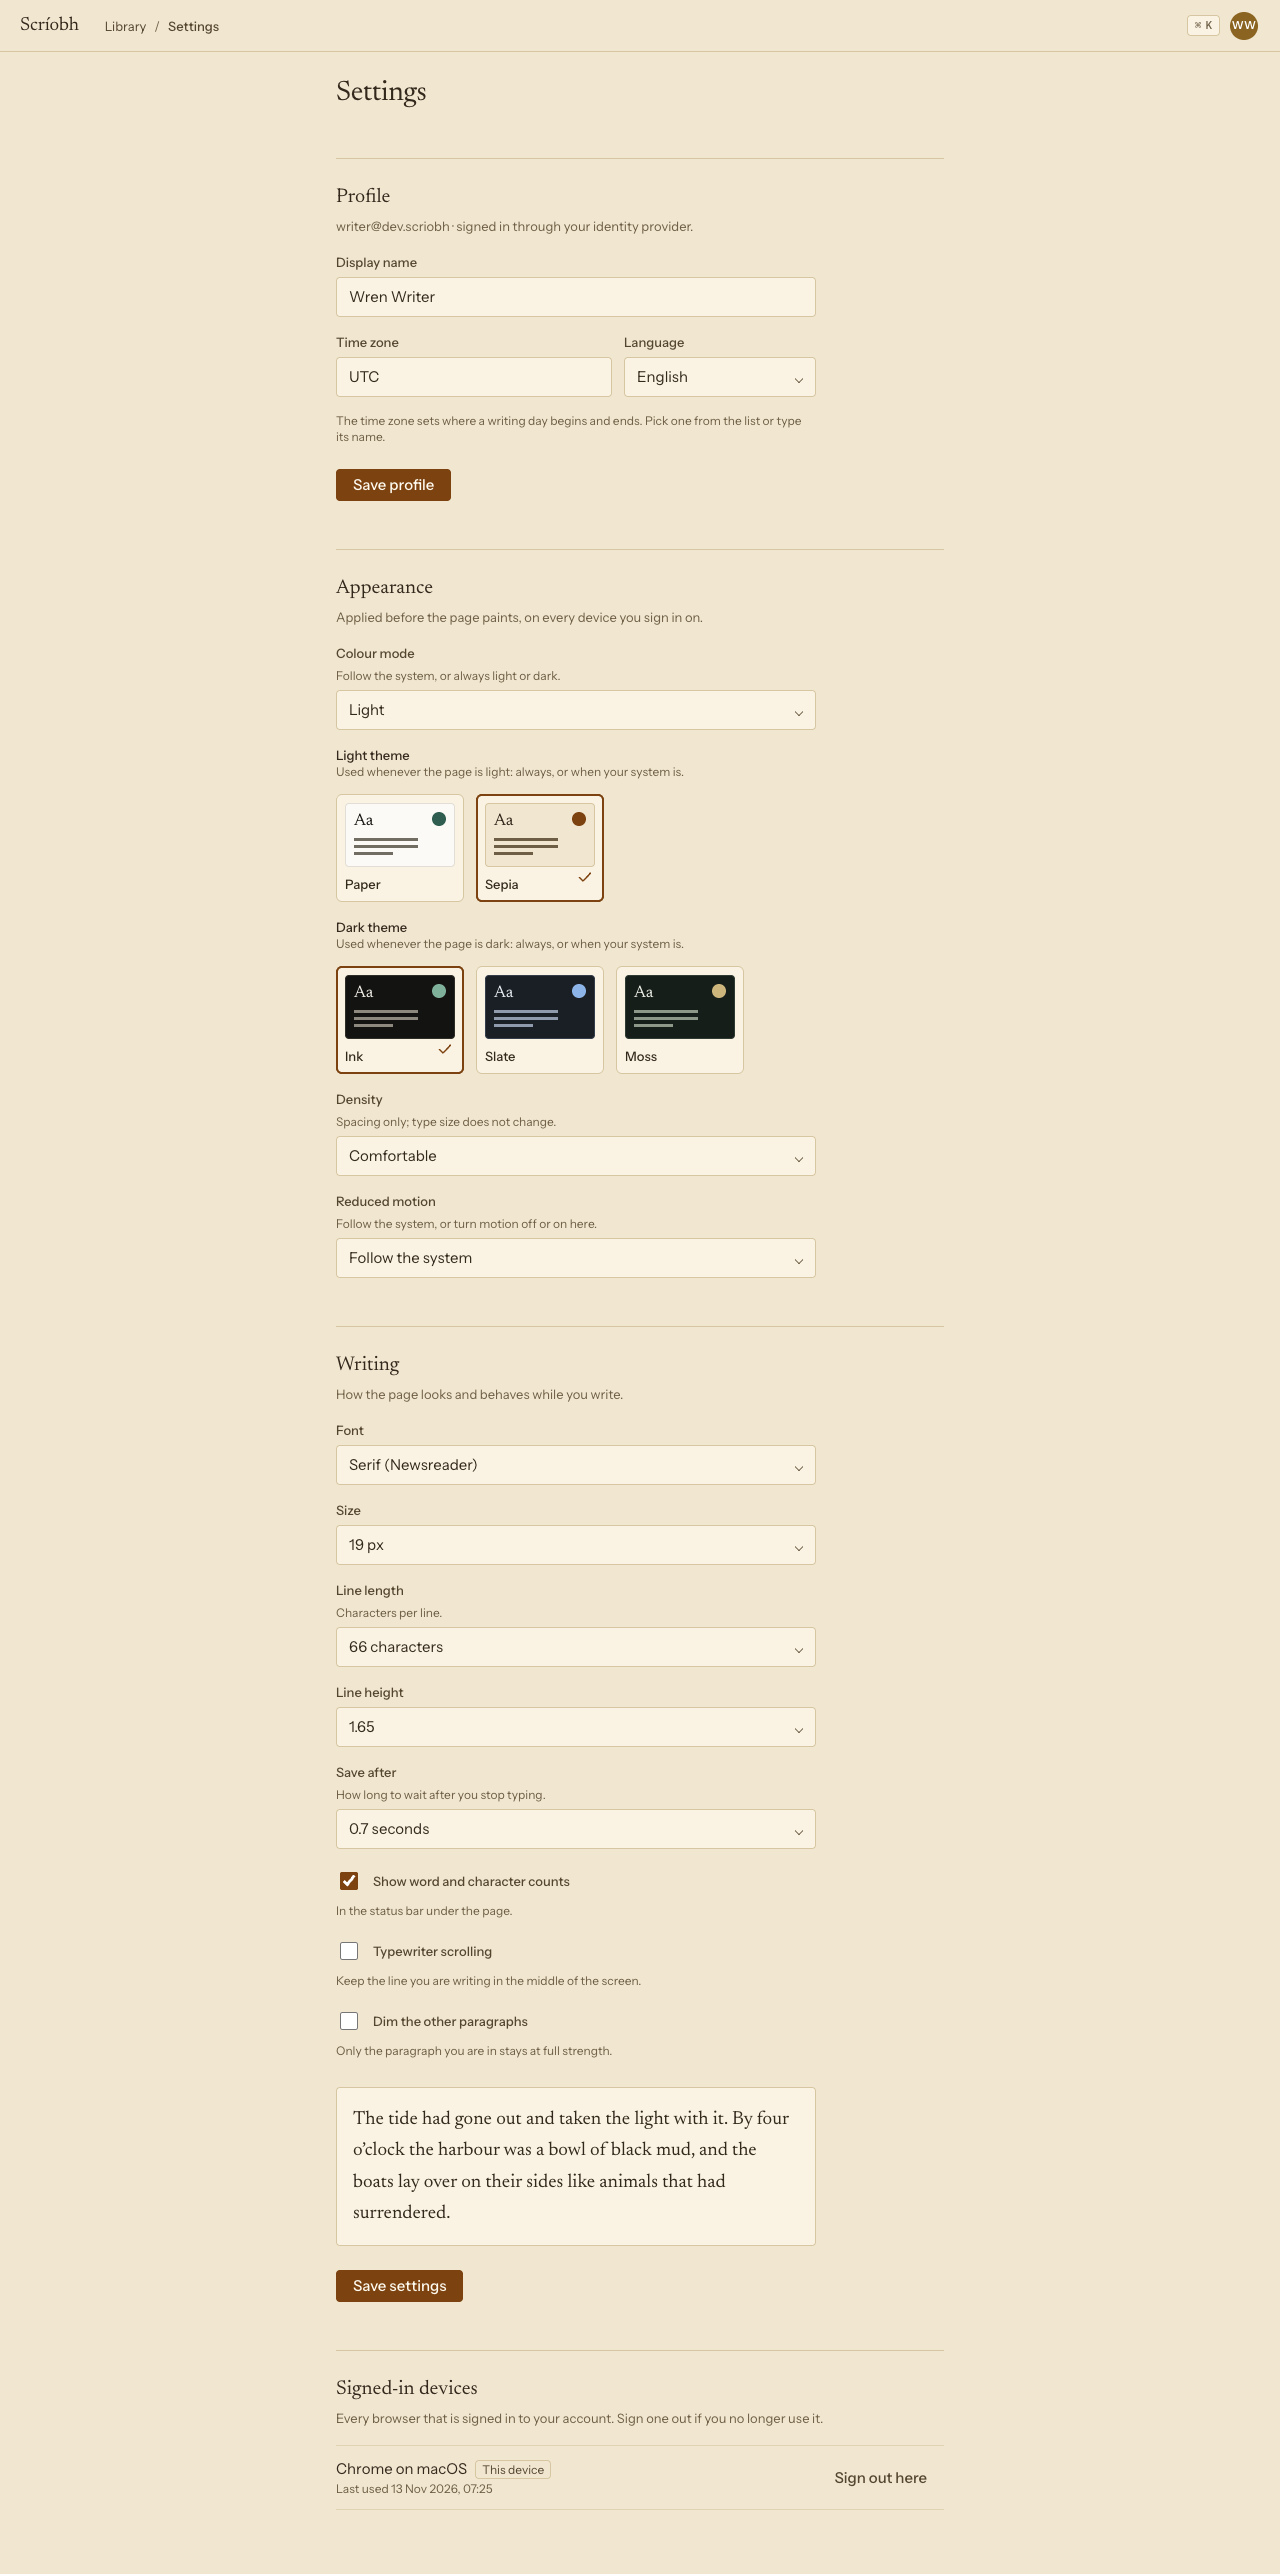 Scríobh Library / Settings ⌘ K WW
Settings
Profile
writer@dev.scriobh · signed in through your identity provider.
Display name
Wren Writer
Time zone Language
UTC English
The time zone sets where a writing day begins and ends. Pick one from the list or type
its name.
Save profile
Appearance
Applied before the page paints, on every device you sign in on.
Colour mode
Follow the system, or always light or dark.
Light
Light theme
Used whenever the page is light: always, or when your system is.
Aa Aa
Paper Sepia
Dark theme
Used whenever the page is dark: always, or when your system is.
Aa Aa Aa
Ink Slate Moss
Density
Spacing only; type size does not change.
Comfortable
Reduced motion
Follow the system, or turn motion off or on here.
Follow the system
Writing
How the page looks and behaves while you write.
Font
Serif (Newsreader)
Size
19 px
Line length
Characters per line.
66 characters
Line height
1.65
Save after
How long to wait after you stop typing.
0.7 seconds
Show word and character counts
In the status bar under the page.
Typewriter scrolling
Keep the line you are writing in the middle of the screen.
Dim the other paragraphs
Only the paragraph you are in stays at full strength.
The tide had gone out and taken the light with it. By four
o’clock the harbour was a bowl of black mud, and the
boats lay over on their sides like animals that had
surrendered.
Save settings
Signed-in devices
Every browser that is signed in to your account. Sign one out if you no longer use it.
Chrome on macOS This device
Last used 13 Nov 2026, 07:25
Sign out here